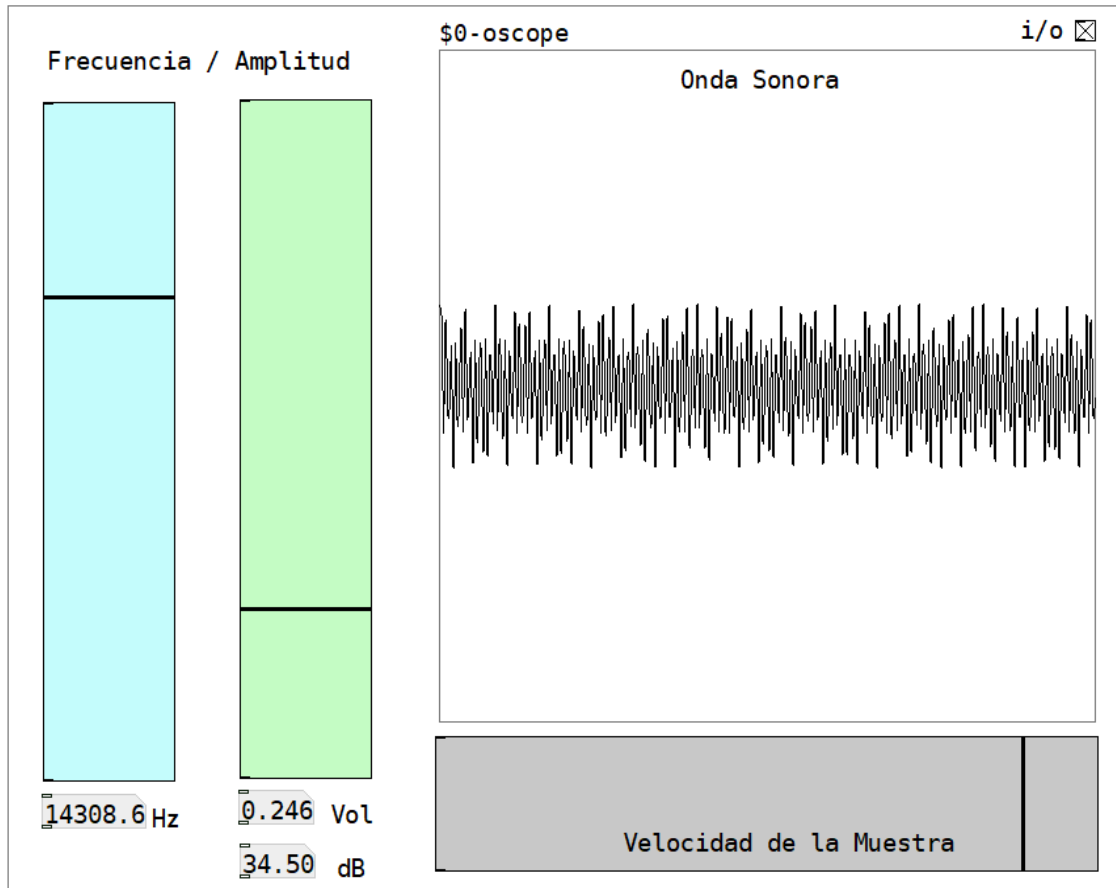 $0-oscope
i/o
Frecuencia / Amplitud
Onda Sonora
14308.6 Hz
0.246 Vol
34.50 dB
Velocidad de la Muestra